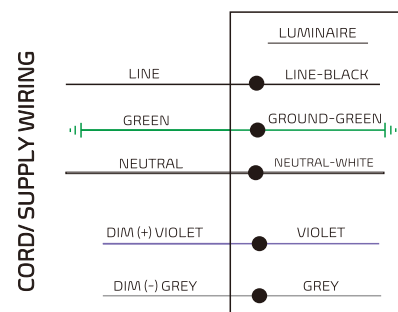 CORD/ SUPPLY WIRING
LUMINAIRE
LINE
LINE-BLACK
GREEN
GROUND-GREEN
NEUTRAL
NEUTRAL-WHITE
DIM (+) VIOLET
VIOLET
DIM (-) GREY
GREY